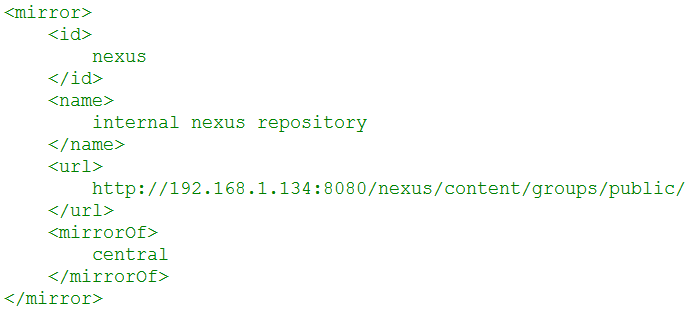 <mirror>
    <id>
        nexus
    </id>
    <name>
        internal nexus repository
    </name>
    <url>
        http://192.168.1.134:8080/nexus/content/groups/public/
    </url>
    <mirrorOf>
        central
    </mirrorOf>
</mirror>